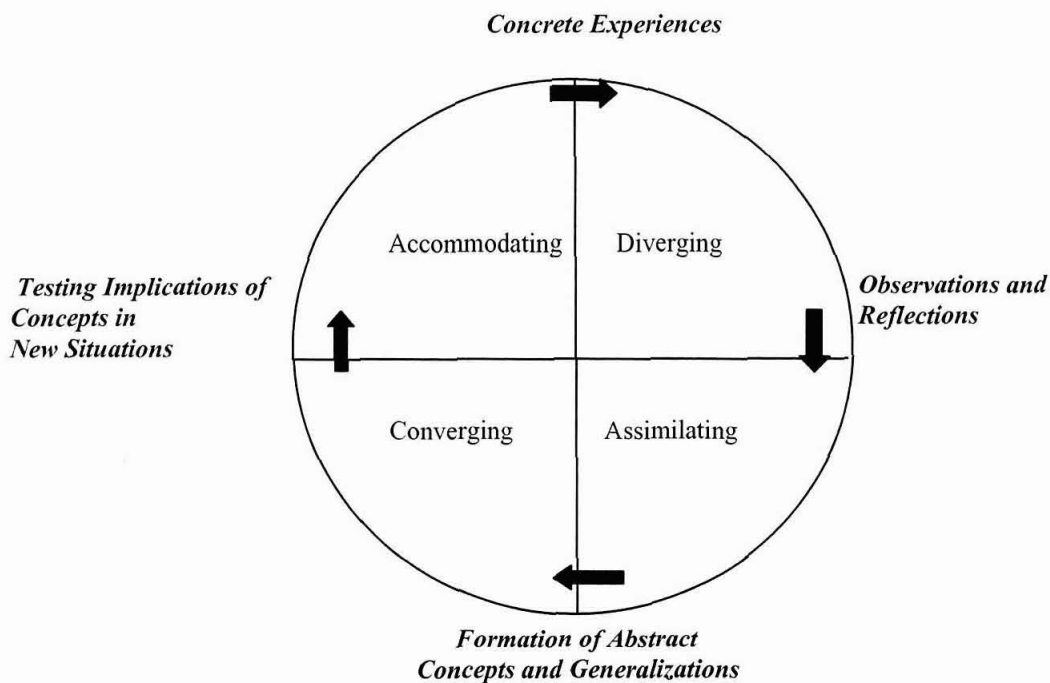 Concrete Experiences
Accommodating
Diverging
Testing Implications of
Concepts in
New Situations
Observations and
Reflections
Converging
Assimilating
Formation of Abstract
Concepts and Generalizations